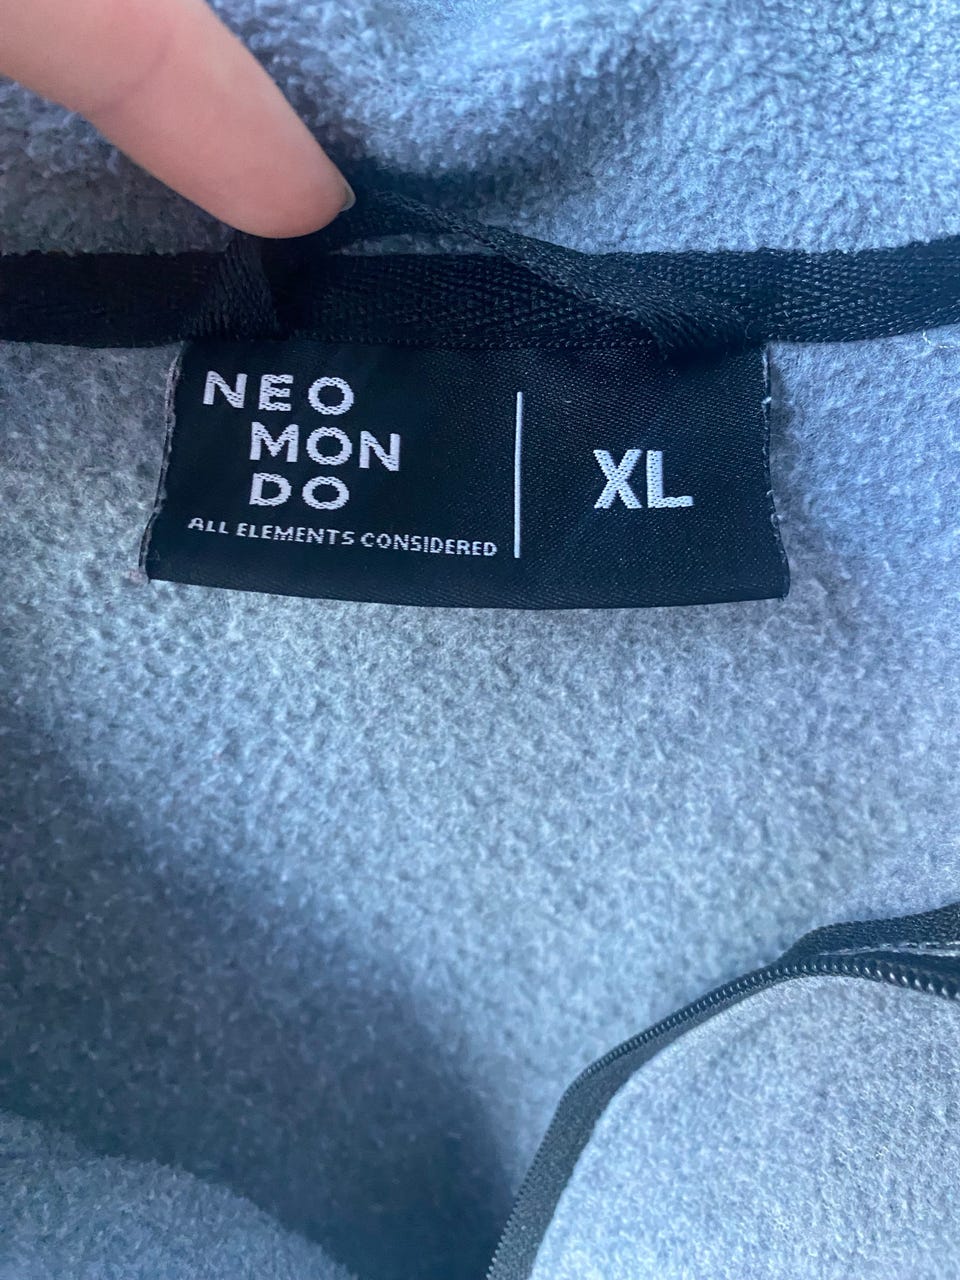 NEO
MON
DO
ALL ELEMENTS CONSIDERED
XL